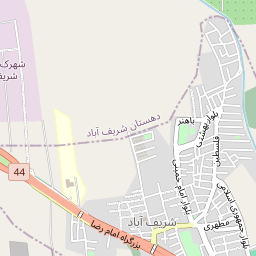 شهرک
شریف
باهنر
بلوار بهشتی
دهستان شریف آباد
فلسطین
44
بلوار امام خمینی
بلوار جمهوری اسلامی
شریف آباد
مطهری
بزرگراه امام رضا